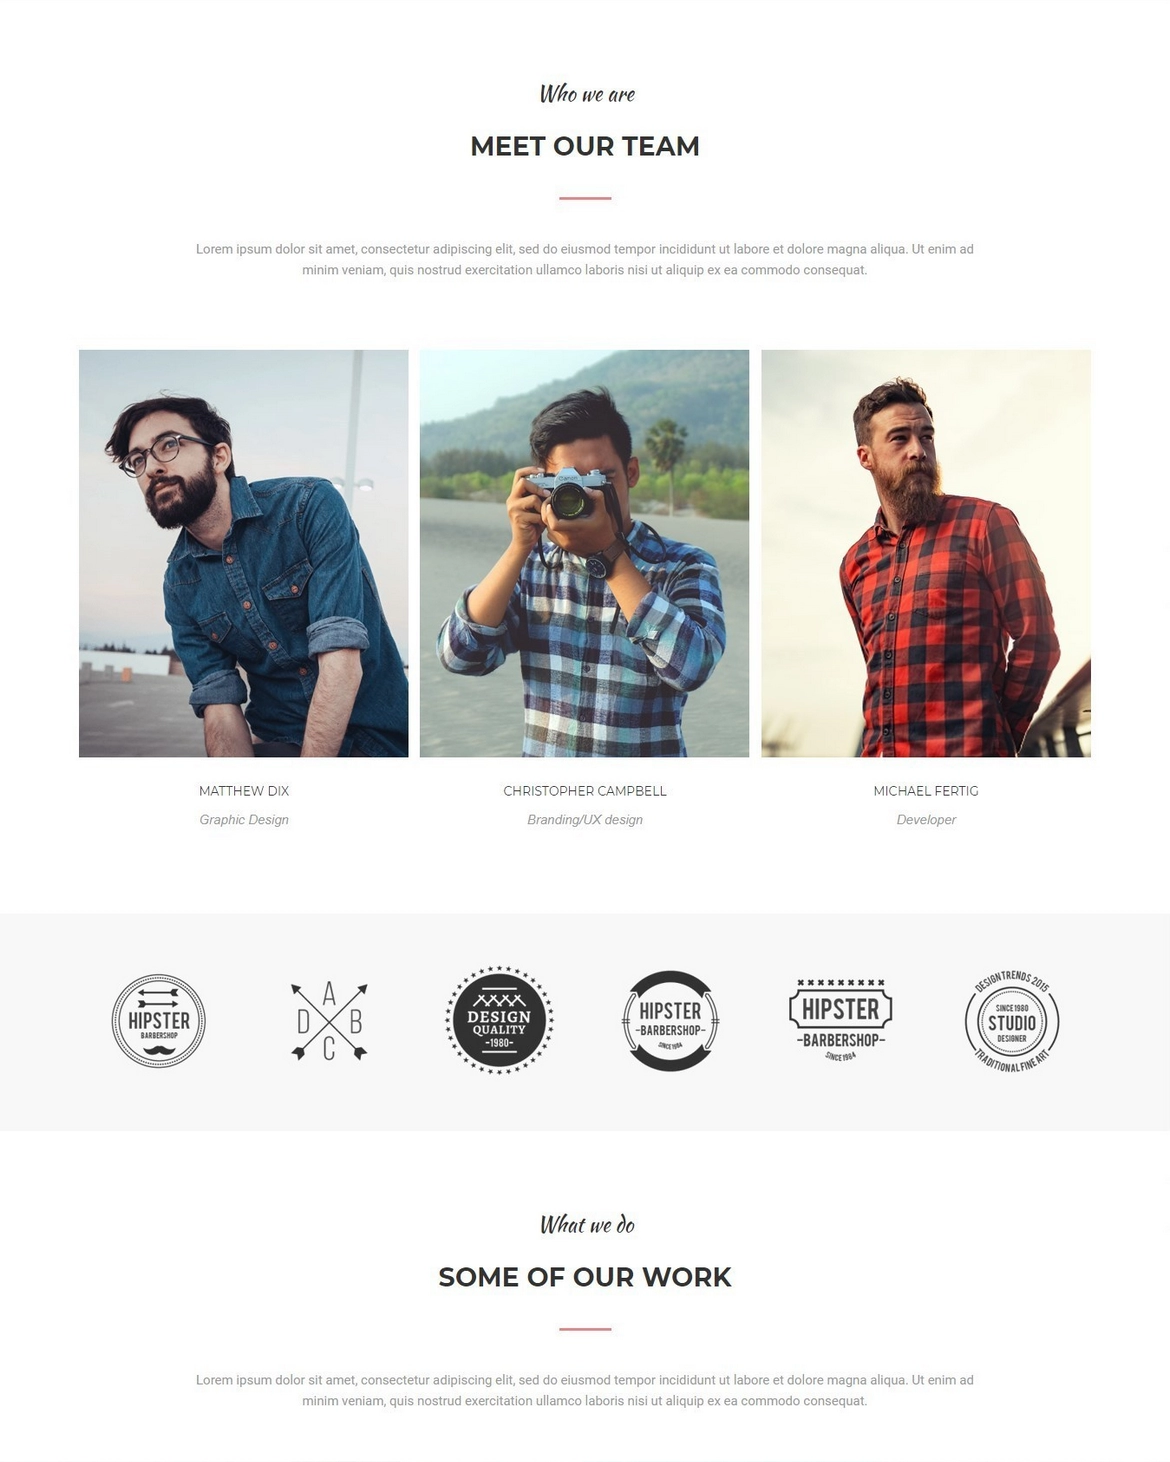 Who we are
MEET OUR TEAM
Lorem ipsum dolor sit amet, consectetur adipiscing elit, sed do eiusmod tempor incididunt ut labore et dolore magna aliqua. Ut enim ad
minim veniam, quis nostrud exercitation ullamco laboris nisi ut aliquip ex ea commodo consequat.
Canon
MATTHEW DIX
Graphic Design
CHRISTOPHER CAMPBELL
Branding/UX design
MICHAEL FERTIG
Developer
HIPSTER
BARBERSHOP
A
D B
C
DESIGN
QUALITY
-1980-
HIPSTER
-BARBERSHOP-
SINCE 1984
HIPSTER
-BARBERSHOP-
SINCE 1984
DESIGN TRENDS 2015
SINCE 1980
STUDIO
DESIGNER
TRADITIONAL FINE ART
What we do
SOME OF OUR WORK
Lorem ipsum dolor sit amet, consectetur adipiscing elit, sed do eiusmod tempor incididunt ut labore et dolore magna aliqua. Ut enim ad
minim veniam, quis nostrud exercitation ullamco laboris nisi ut aliquip ex ea commodo consequat.